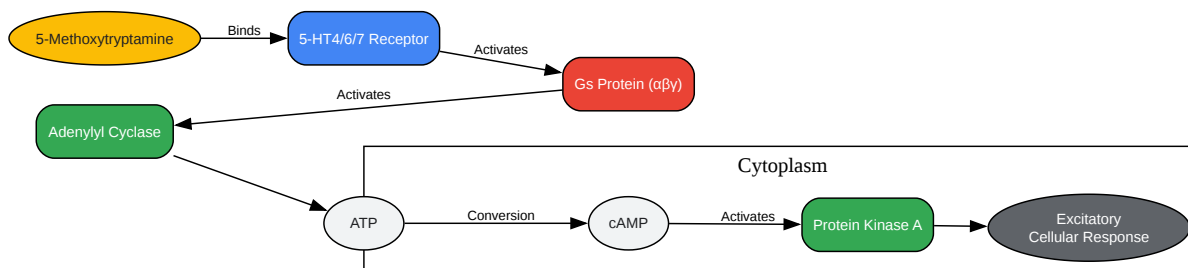 5-Methoxytryptamine
Binds
5-HT4/6/7 Receptor
Activates
Gs Protein (αβγ)
Activates
Adenylyl Cyclase
Cytoplasm
ATP
Conversion
cAMP
Activates
Protein Kinase A
Excitatory
Cellular Response